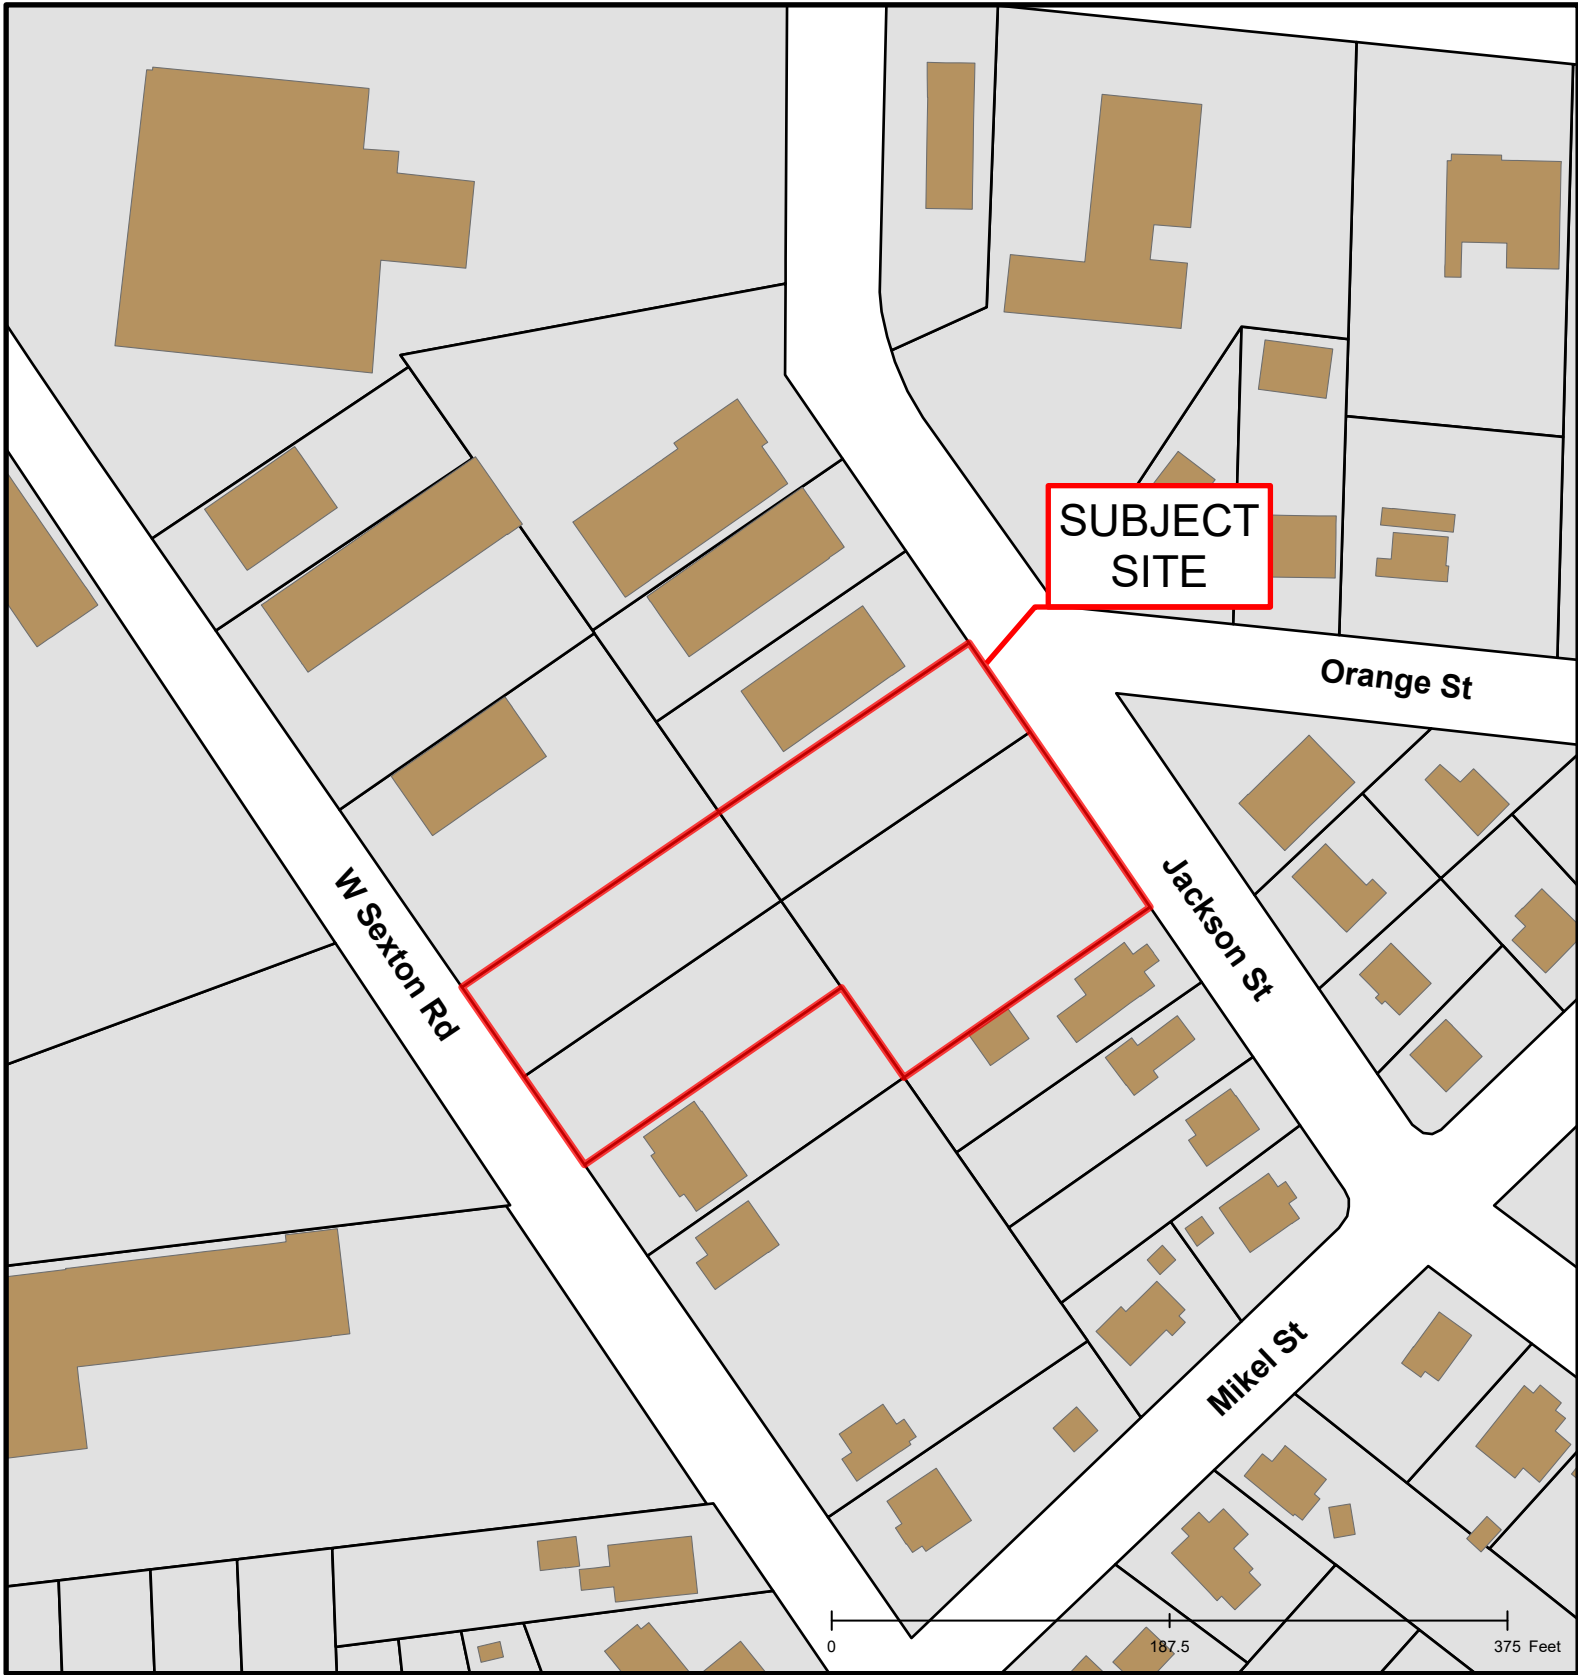 SUBJECT
SITE
Orange St
W Sexton Rd
Jackson St
Mikel St
0 187.5 375 Feet